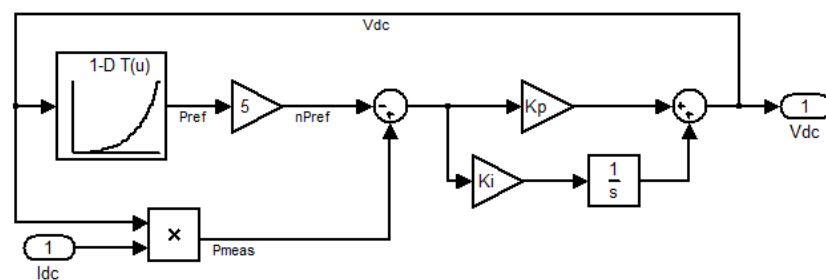 Vdc
1-D T(u)
Pref
5
nPref
-
+
Kp
+
+
1
Vdc
Ki
1
s
×
Pmeas
1
Idc